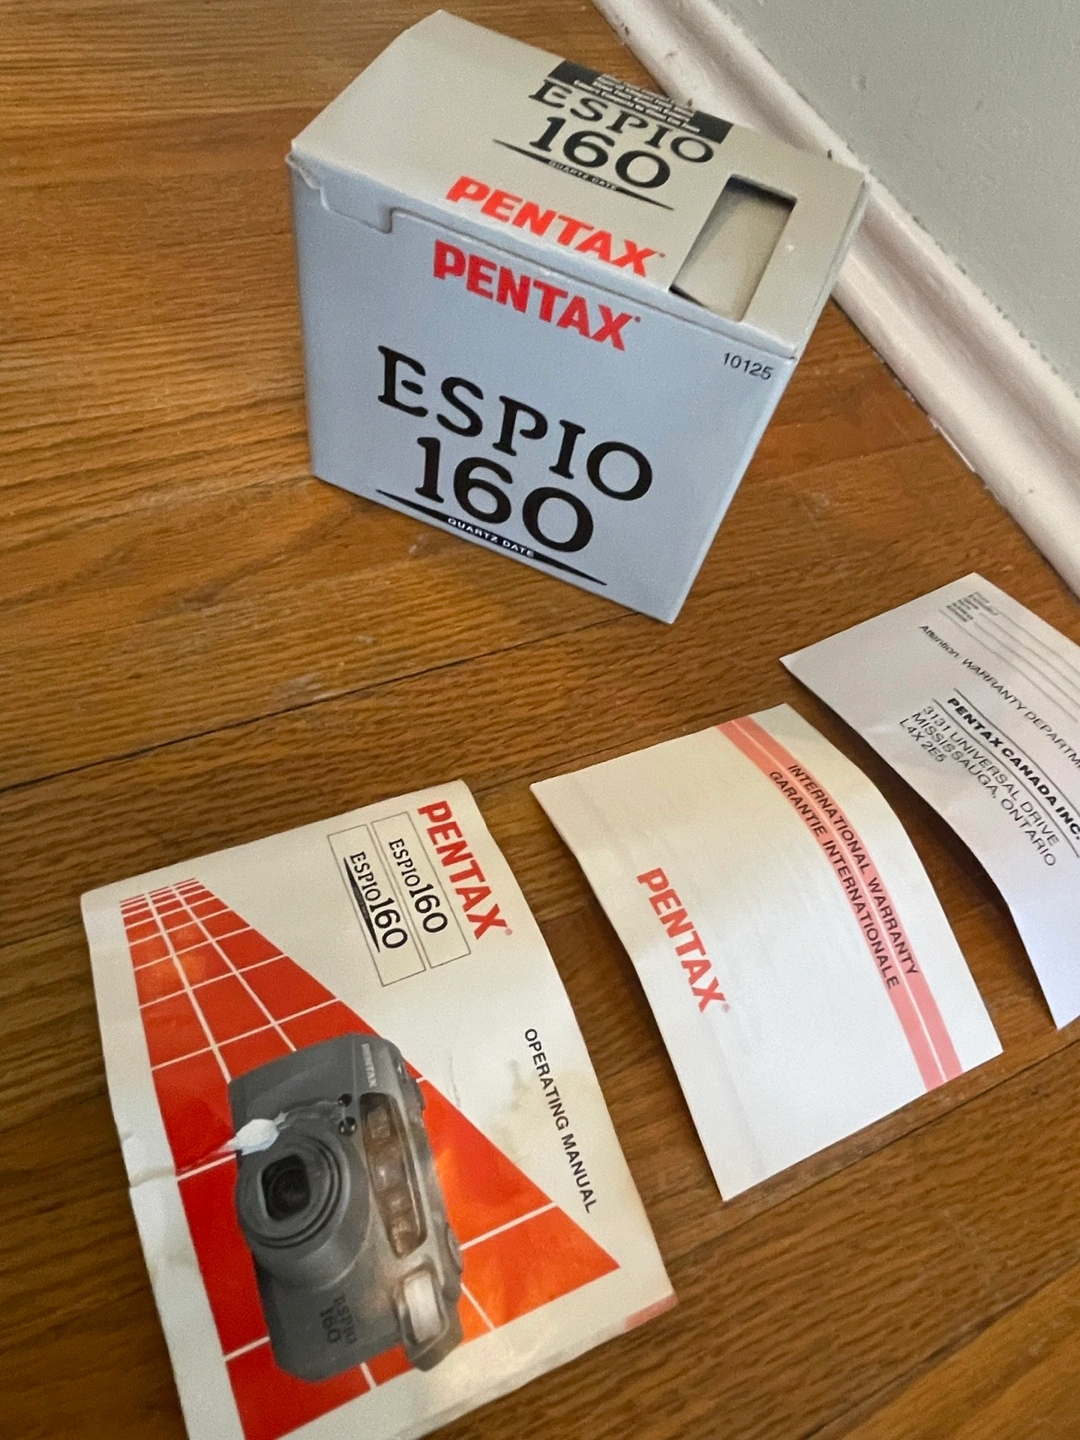 ESPIO
160
QUARTZ DATE
PENTAX
PENTAX
10125
ESPIO
160
QUARTZ DATE
Attention: WARRANTY
PENTAX CANADA INC.
3131 UNIVERSAL DRIVE
MISSISSAUGA, ONTARIO
L4X 2E5
INTERNATIONAL WARRANTY
GARANTIE INTERNATIONALE
PENTAX
PENTAX
ESPIO160
ESPIO160
OPERATING MANUAL
PENTAX
ESPIO
160